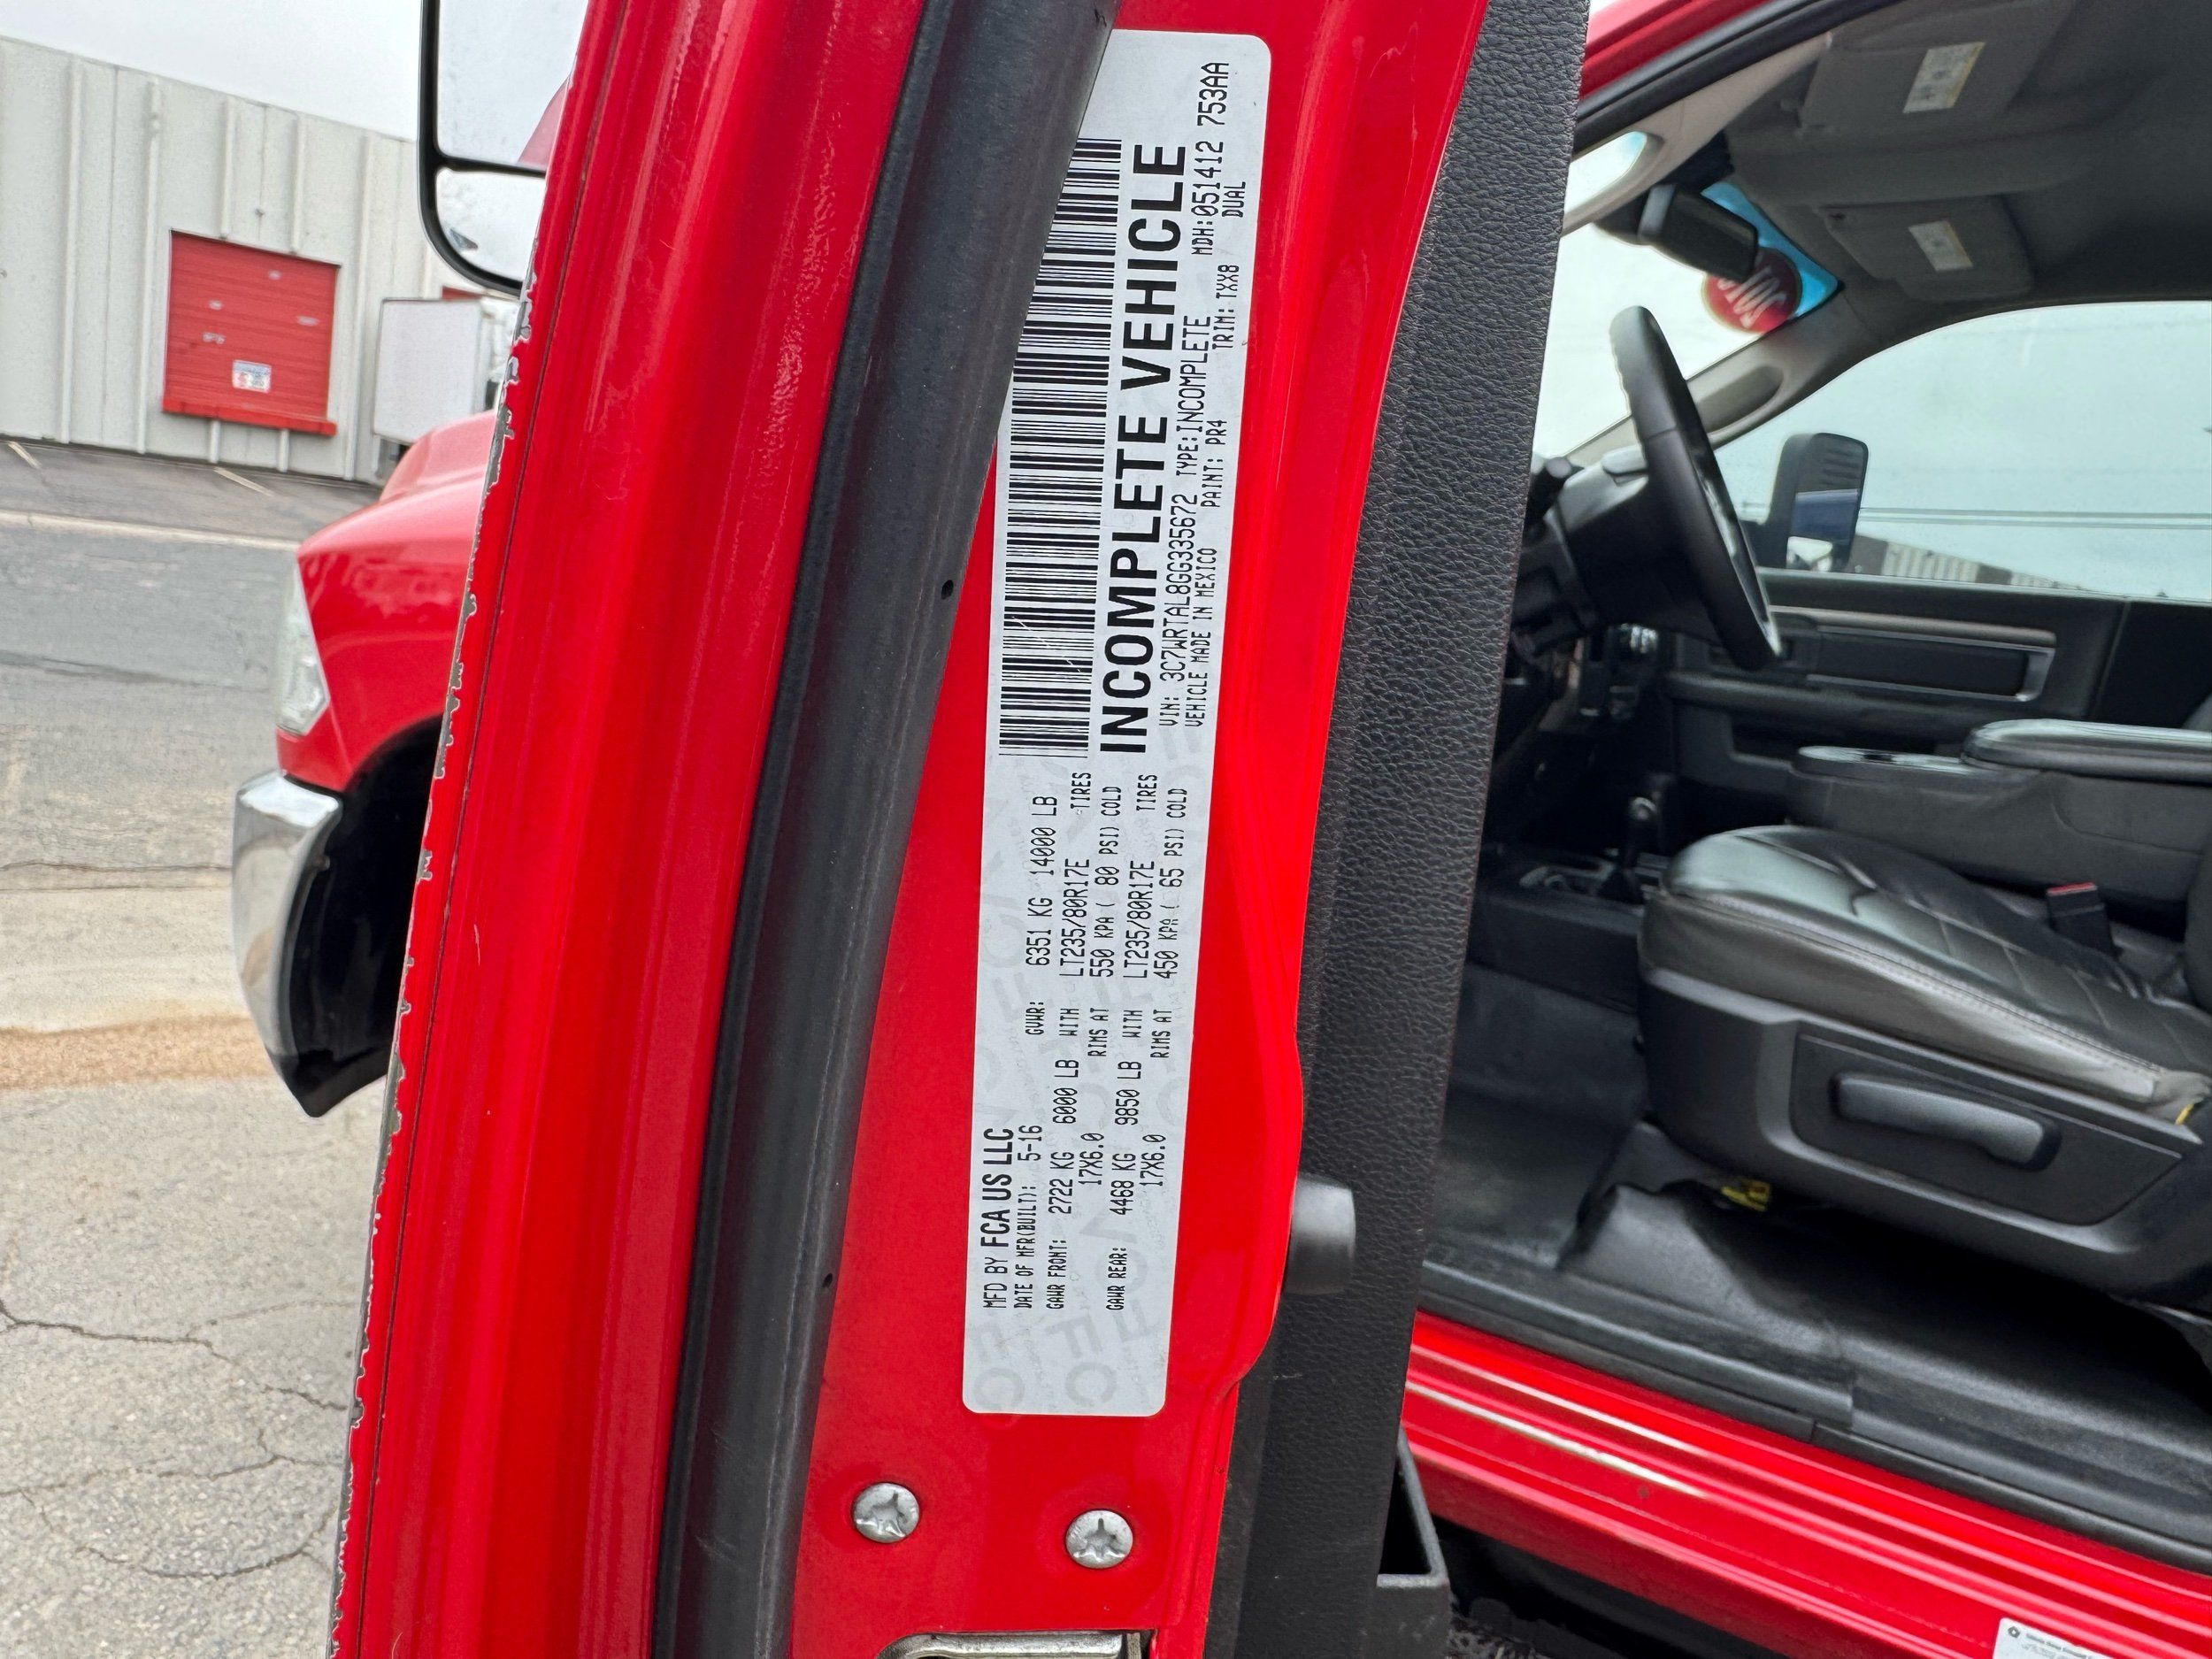 MFD BY FCA US LLC
DATE OF MFR(BUILT): 5-16 GVWR: 6351 KG 14000 LB
GAWR FRONT: 2722 KG 6000 LB WITH LT235/80R17E TIRES
17X6.0 RIMS AT 550 KPA ( 80 PSI) COLD
GAWR REAR: 4468 KG 9850 LB WITH LT235/80R17E TIRES
17X6.0 RIMS AT 450 KPA ( 65 PSI) COLD
INCOMPLETE VEHICLE
VIN: 3C7WRTAL8GG335672 TYPE:INCOMPLETE MDH:051412 753AA
VEHICLE MADE IN MEXICO PAINT: PR4 TRIM: TXX8 DUAL